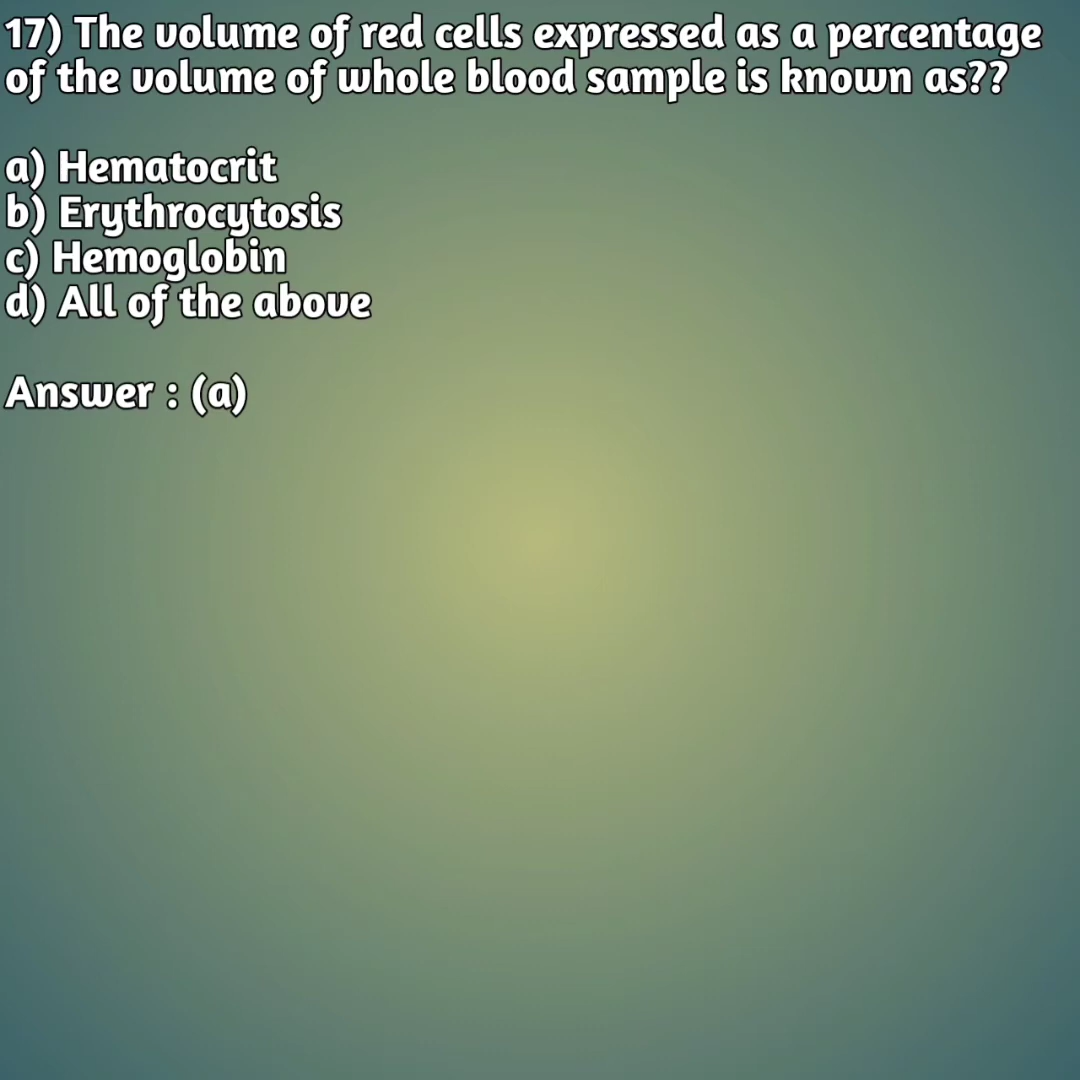 17) The volume of red cells expressed as a percentage
of the volume of whole blood sample is known as??
a) Hematocrit
b) Erythrocytosis
c) Hemoglobin
d) All of the above
Answer : (a)